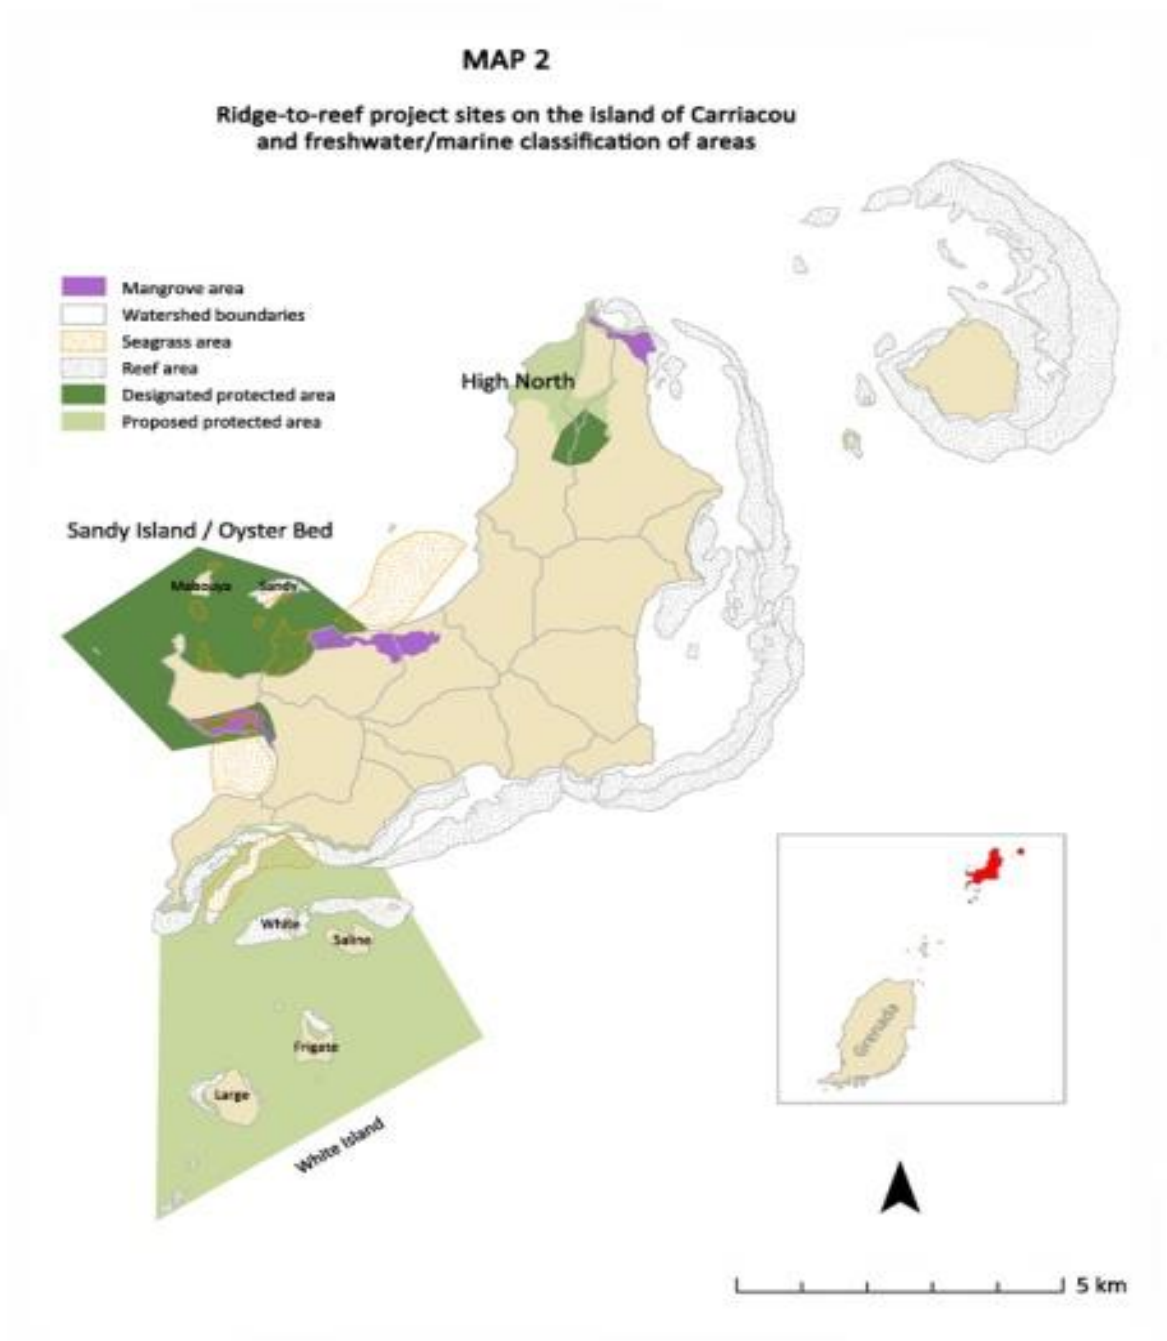 MAP 2
Ridge-to-reef project sites on the island of Carriacou
and freshwater/marine classification of areas
Mangrove area
Watershed boundaries
Seagrass area
Reef area
Designated protected area
Proposed protected area
High North
Sandy Island / Oyster Bed
Mabouya
Sandy
White
Saline
Frigate
Large
White Island
Grenada
5 km